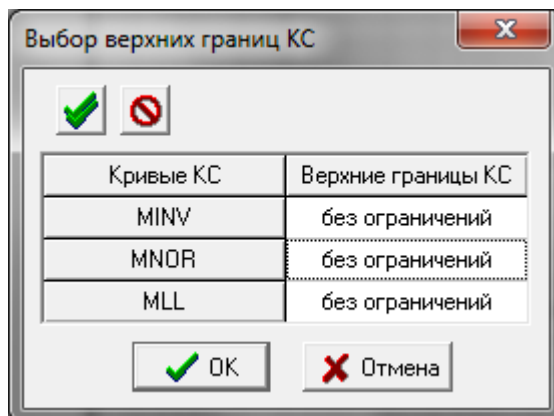 Выбор верхних границ КС
Кривые КС Верхние границы КС
MINV без ограничений
MNOR без ограничений
MLL без ограничений
OK Отмена